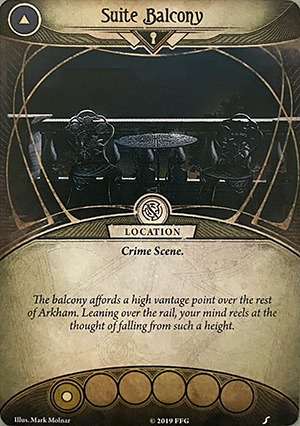 Suite Balcony
LOCATION
Crime Scene.
The balcony affords a high vantage point over the rest
of Arkham. Leaning over the rail, your mind reels at the
thought of falling from such a height.
Illus. Mark Molnar © 2019 FFG